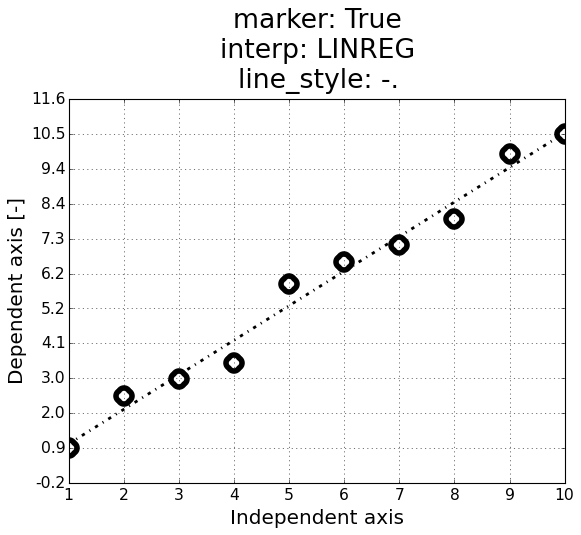 marker: True
interp: LINREG
line_style: -.
11.6
10.5
9.4
8.4
7.3
6.2
5.2
4.1
3.0
2.0
0.9
-0.2
Dependent axis [-]
1 2 3 4 5 6 7 8 9 10
Independent axis